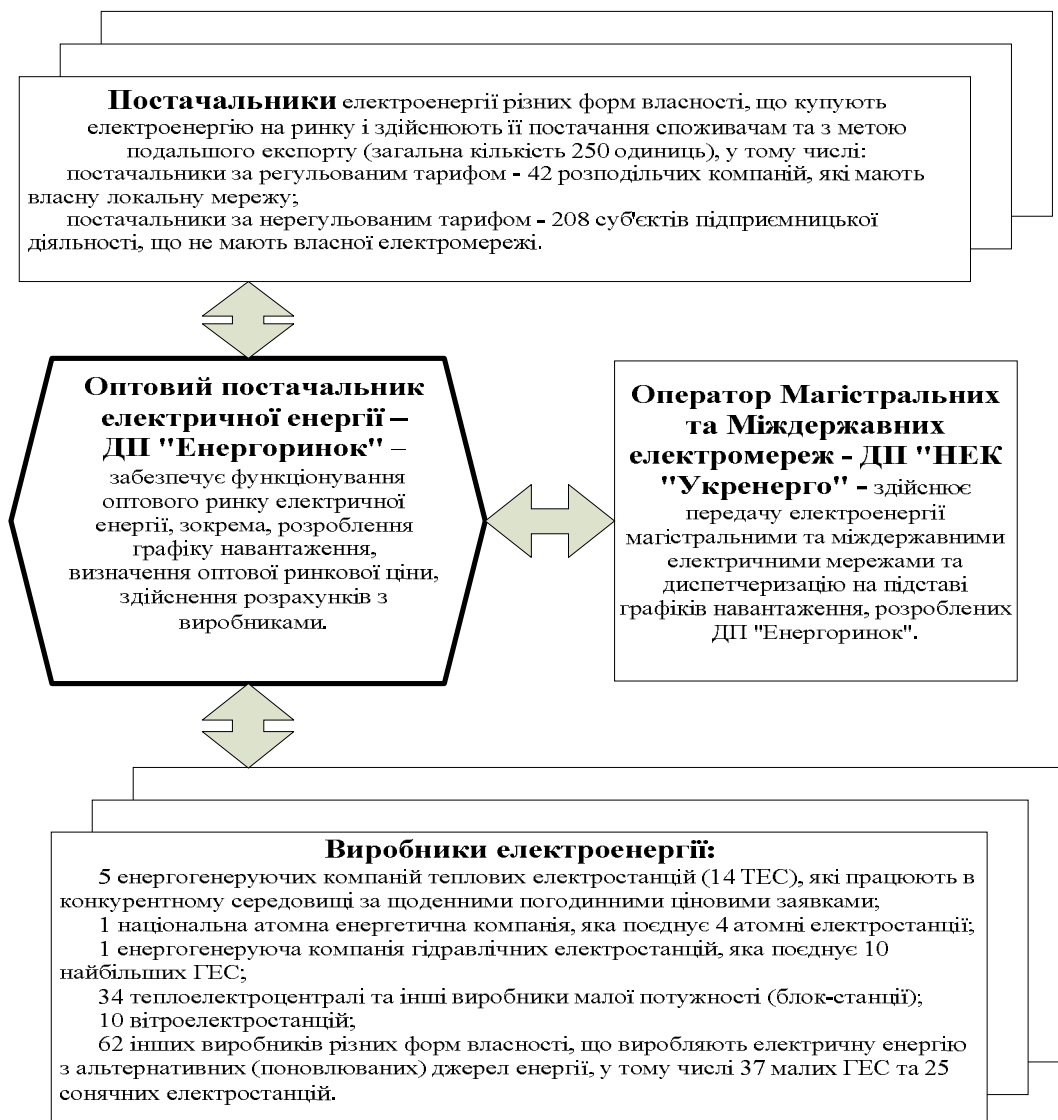 Постачальники електроенергії різних форм власності, що купують
електроенергію на ринку і здійснюють її постачання споживачам та з метою
подальшого експорту (загальна кількість 250 одиниць), у тому числі:
постачальники за регульованим тарифом - 42 розподільчих компаній, які мають
власну локальну мережу;
постачальники за нерегульованим тарифом - 208 суб'єктів підприємницької
діяльності, що не мають власної електромережі.
Оптовий постачальник
електричної енергії –
ДП "Енергоринок" –
забезпечує функціонування
оптового ринку електричної
енергії, зокрема, розроблення
графіку навантаження,
визначення оптової ринкової ціни,
здійснення розрахунків з
виробниками.
Оператор Магістральних
та Міждержавних
електромереж - ДП "НЕК
"Укренерго" - здійснює
передачу електроенергії
магістральними та міждержавними
електричними мережами та
диспетчеризацію на підставі
графіків навантаження, розроблених
ДП "Енергоринок".
Виробники електроенергії:
5 енергогенеруючих компаній теплових електростанцій (14 ТЕС), які працюють в
конкурентному середовищі за щоденними погодинними ціновими заявками;
1 національна атомна енергетична компанія, яка поєднує 4 атомні електростанції;
1 енергогенеруюча компанія гідравлічних електростанцій, яка поєднує 10
найбільших ГЕС;
34 теплоелектроцентралі та інші виробники малої потужності (блок-станції);
10 вітроелектростанцій;
62 інших виробників різних форм власності, що виробляють електричну енергію
з альтернативних (поновлюваних) джерел енергії, у тому числі 37 малих ГЕС та 25
сонячних електростанцій.